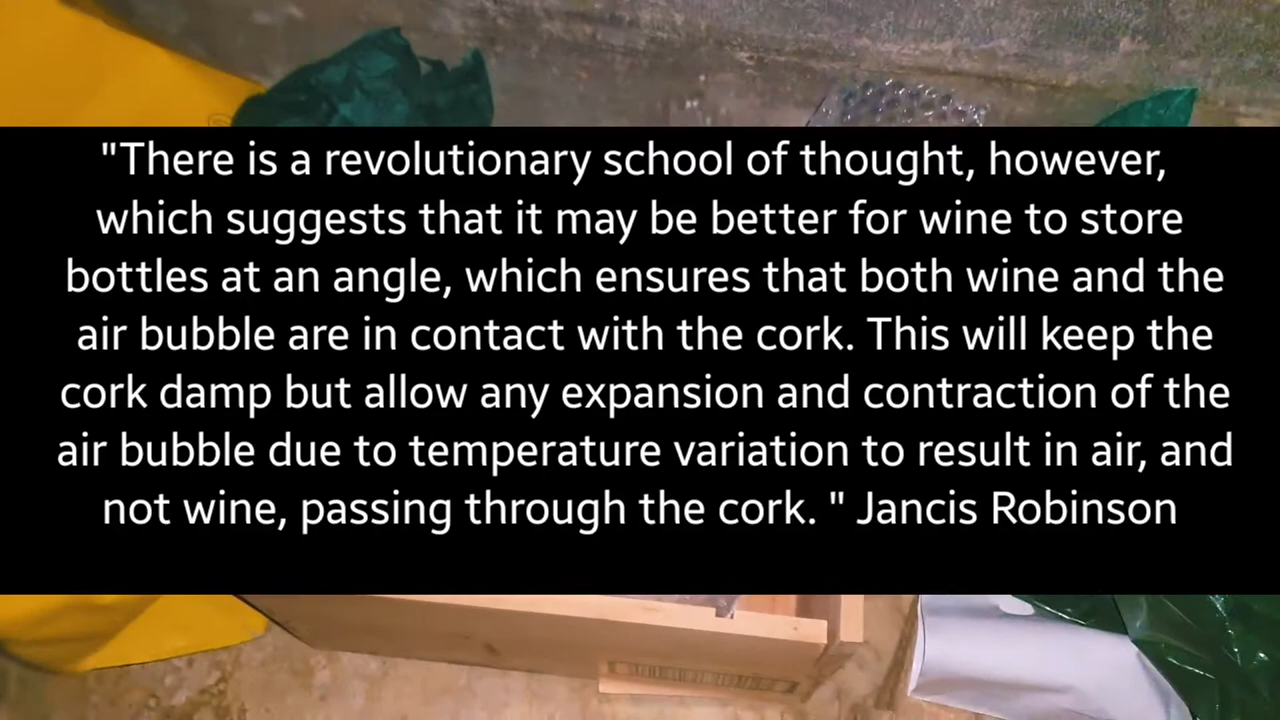 "There is a revolutionary school of thought, however,
which suggests that it may be better for wine to store
bottles at an angle, which ensures that both wine and the
air bubble are in contact with the cork. This will keep the
cork damp but allow any expansion and contraction of the
air bubble due to temperature variation to result in air, and
not wine, passing through the cork. " Jancis Robinson